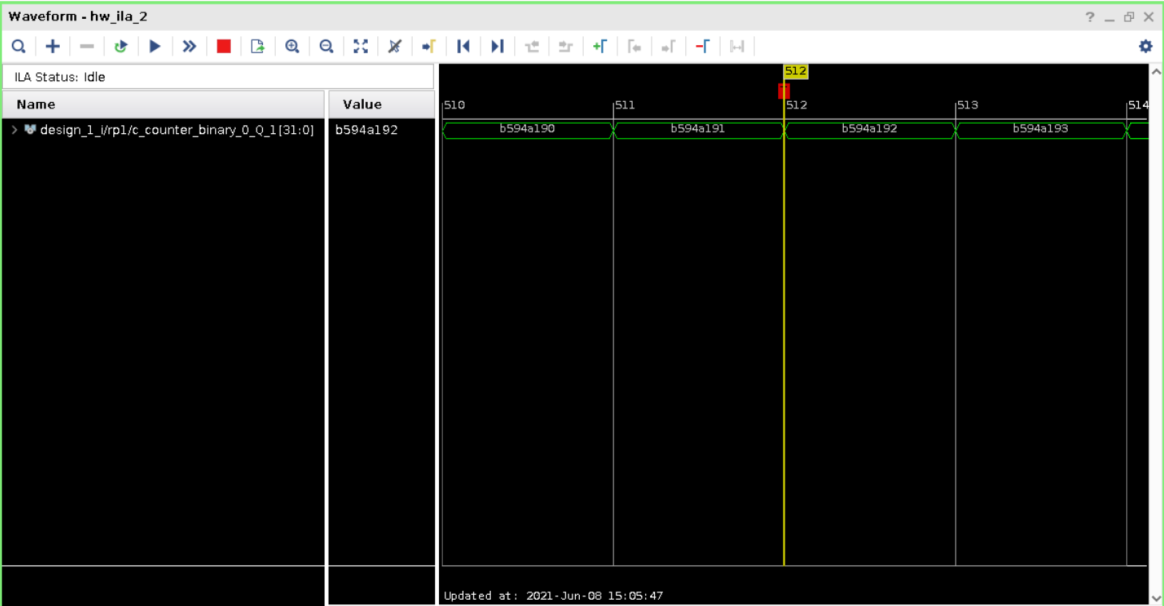 Waveform - hw_ila_2
ILA Status: Idle
512
Name Value 510 511 512 513 514
design_1_i/rp1/c_counter_binary_0_Q_1[31:0] b594a192 b594a190 b594a191 b594a192 b594a193
Updated at: 2021-Jun-08 15:05:47